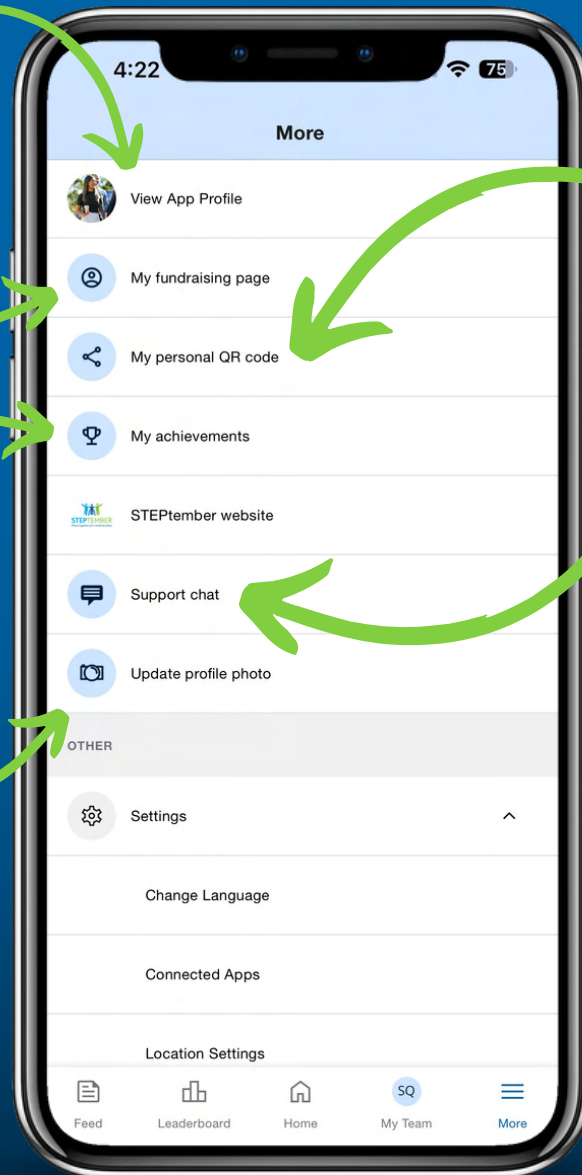 4:22
75
More
View App Profile
My fundraising page
My personal QR code
My achievements
STEPTEMBER
STEPtember website
Support chat
Update profile photo
OTHER
Settings
Change Language
Connected Apps
Location Settings
SQ
Feed
Leaderboard
Home
My Team
More